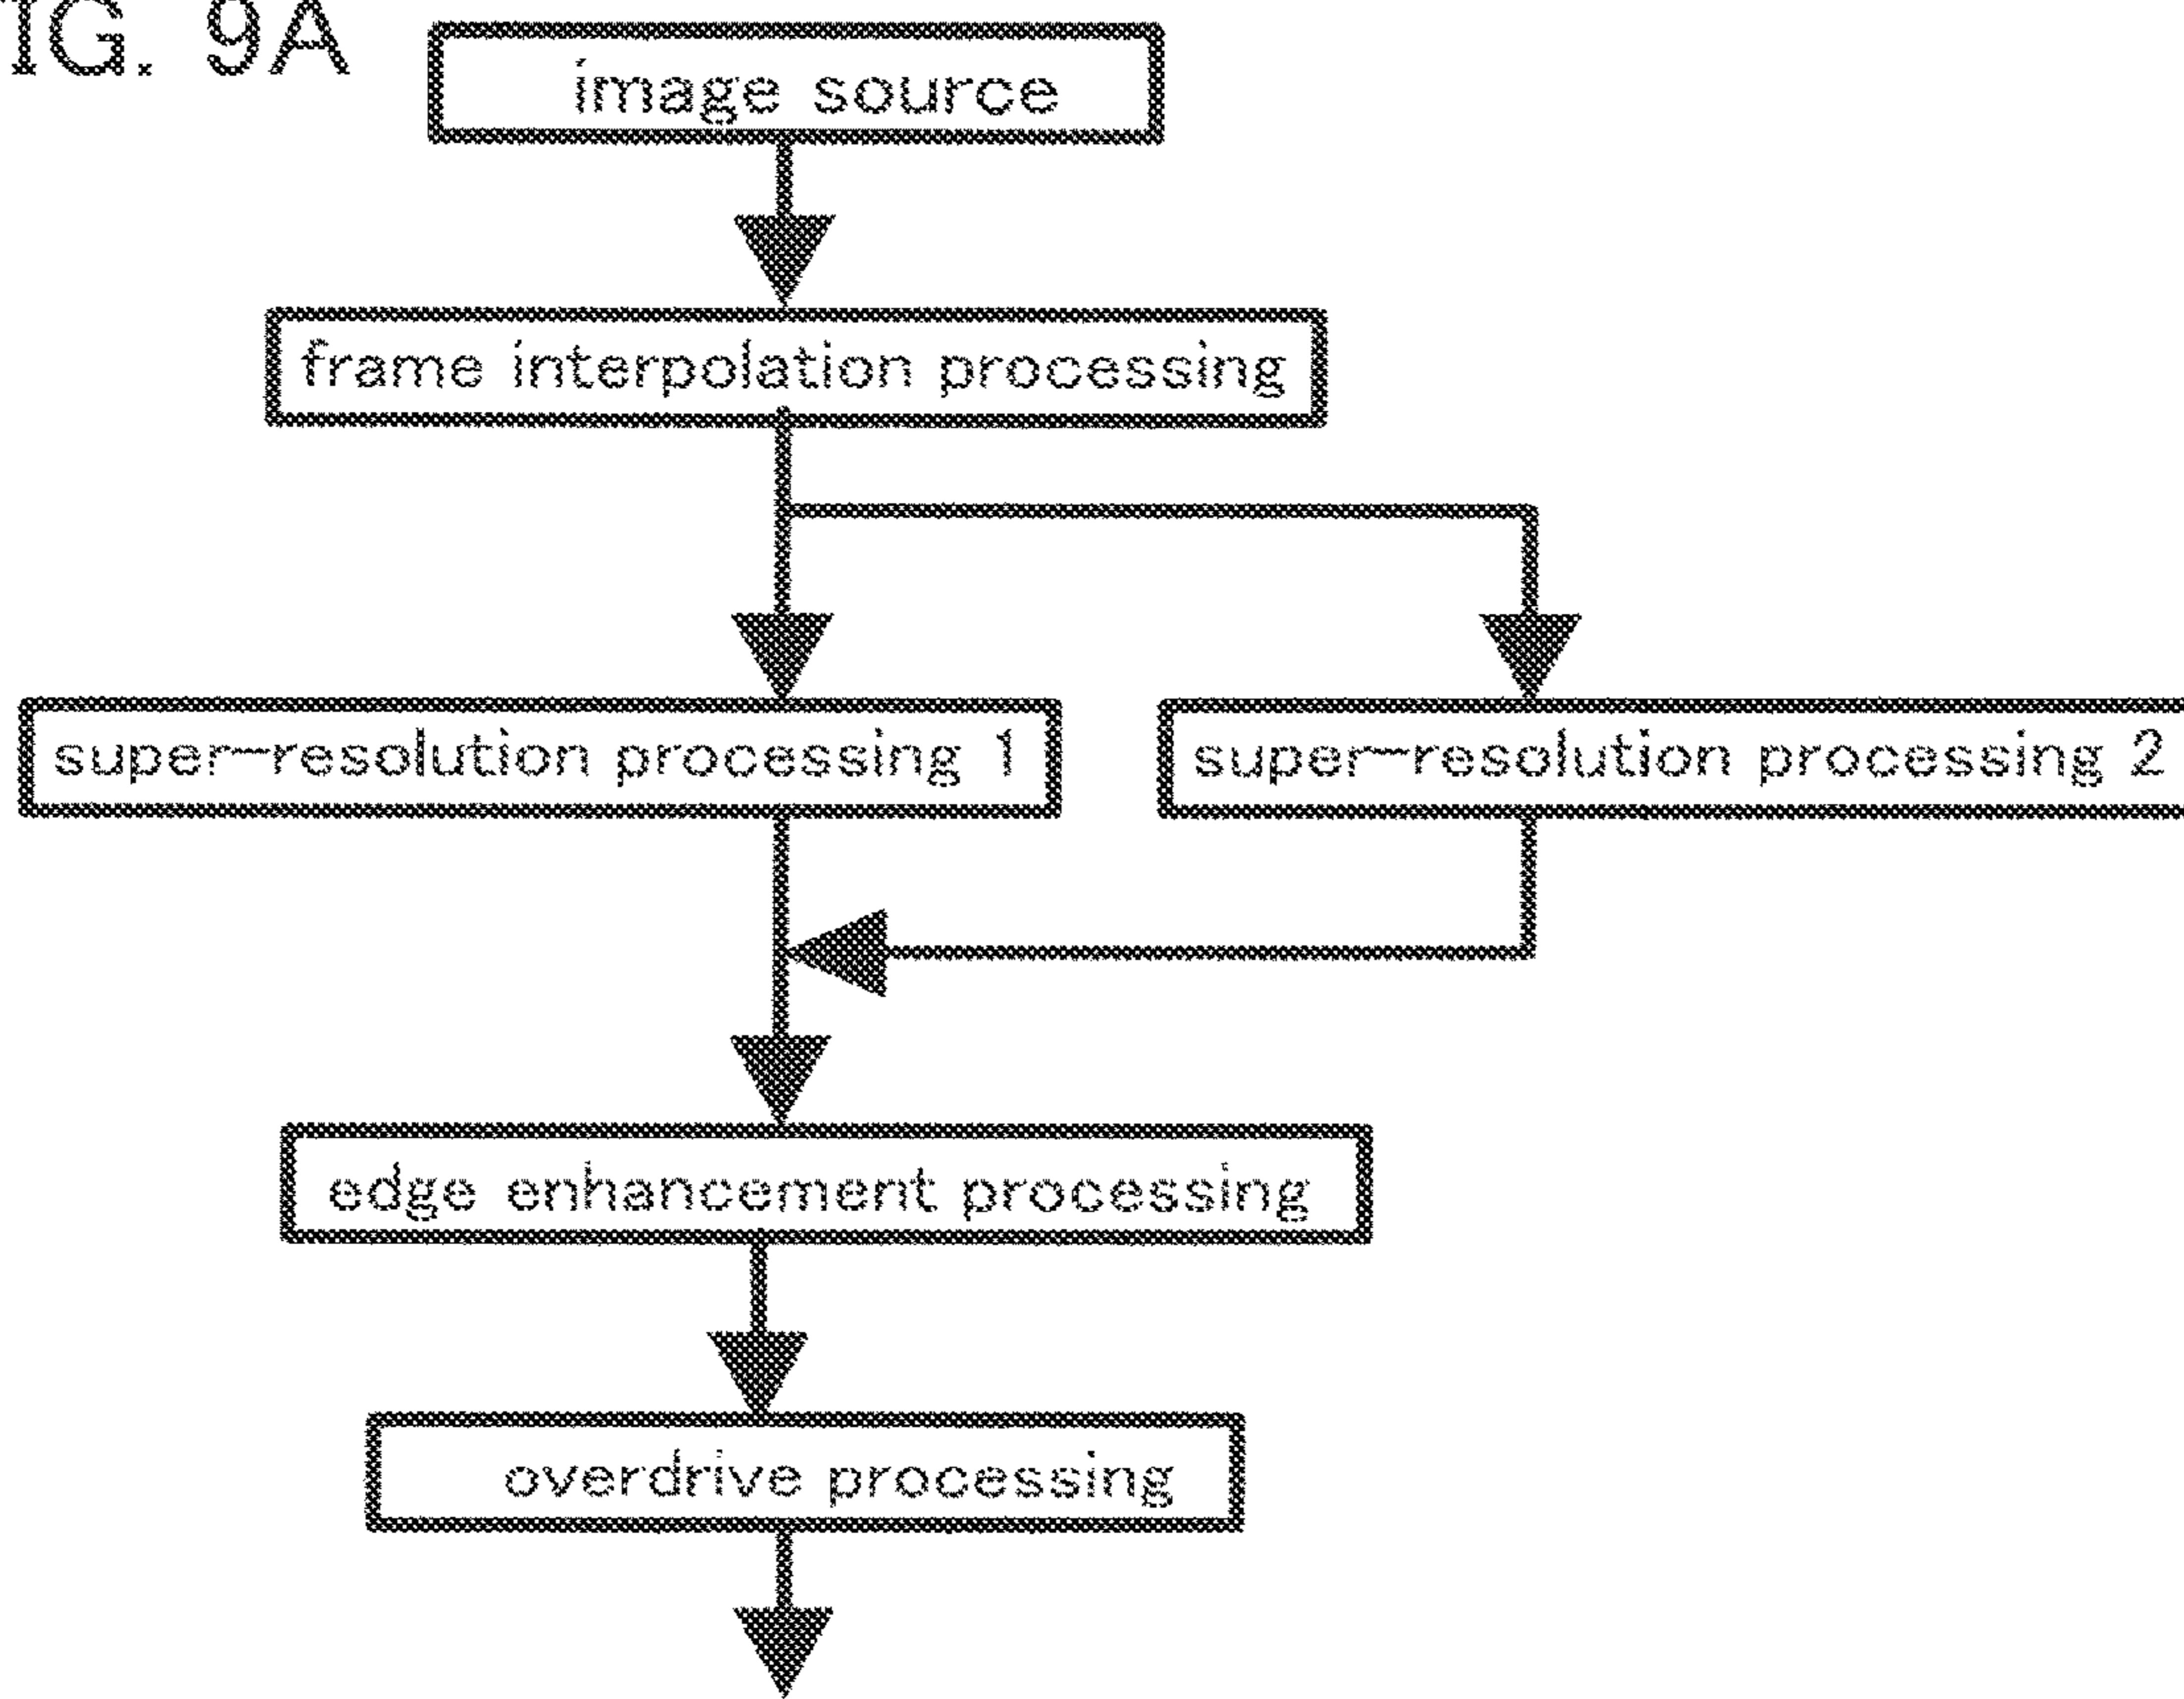 IG. 9A
image source
frame interpolation processing
super-resolution processing 1
super-resolution processing 2
edge enhancement processing
overdrive processing